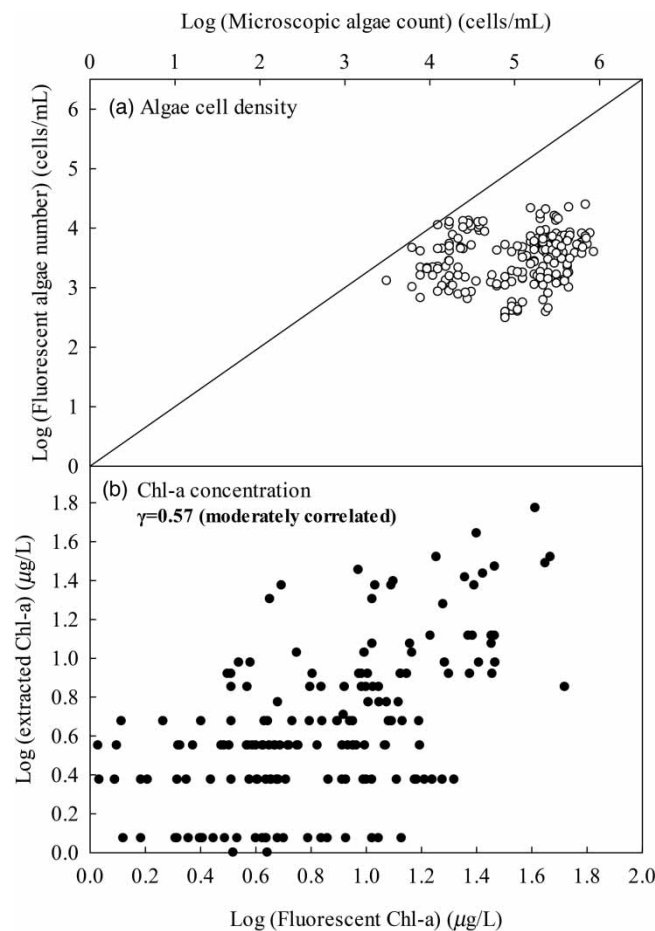 Log (Microscopic algae count) (cells/mL)
0 1 2 3 4 5 6
(a) Algae cell density
Log (Fluorescent algae number) (cells/mL)
6
5
4
3
2
1
0
(b) Chl-a concentration
γ=0.57 (moderately correlated)
Log (extracted Chl-a) (μg/L)
1.8
1.6
1.4
1.2
1.0
0.8
0.6
0.4
0.2
0.0
0.0 0.2 0.4 0.6 0.8 1.0 1.2 1.4 1.6 1.8 2.0
Log (Fluorescent Chl-a) (μg/L)